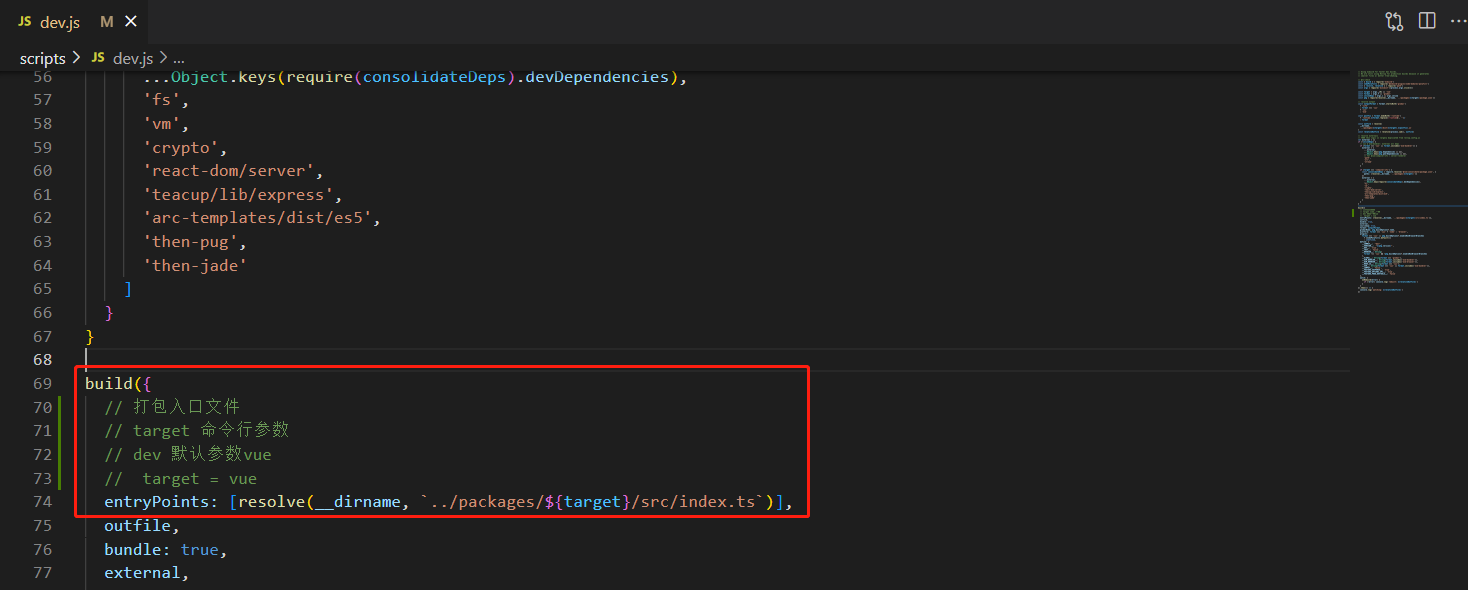 JS dev.js M
scripts > JS dev.js > ...
56 ...Object.keys(require(consolidateDeps).devDependencies),
57 'fs',
58 'vm',
59 'crypto',
60 'react-dom/server',
61 'teacup/lib/express',
62 'arc-templates/dist/es5',
63 'then-pug',
64 'then-jade'
65 ]
66 }
67 }
68
69 build({
70 // 打包入口文件
71 // target 命令行参数
72 // dev 默认参数vue
73 //  target = vue
74 entryPoints: [resolve(__dirname, `../packages/${target}/src/index.ts`)],
75 outfile,
76 bundle: true,
77 external,